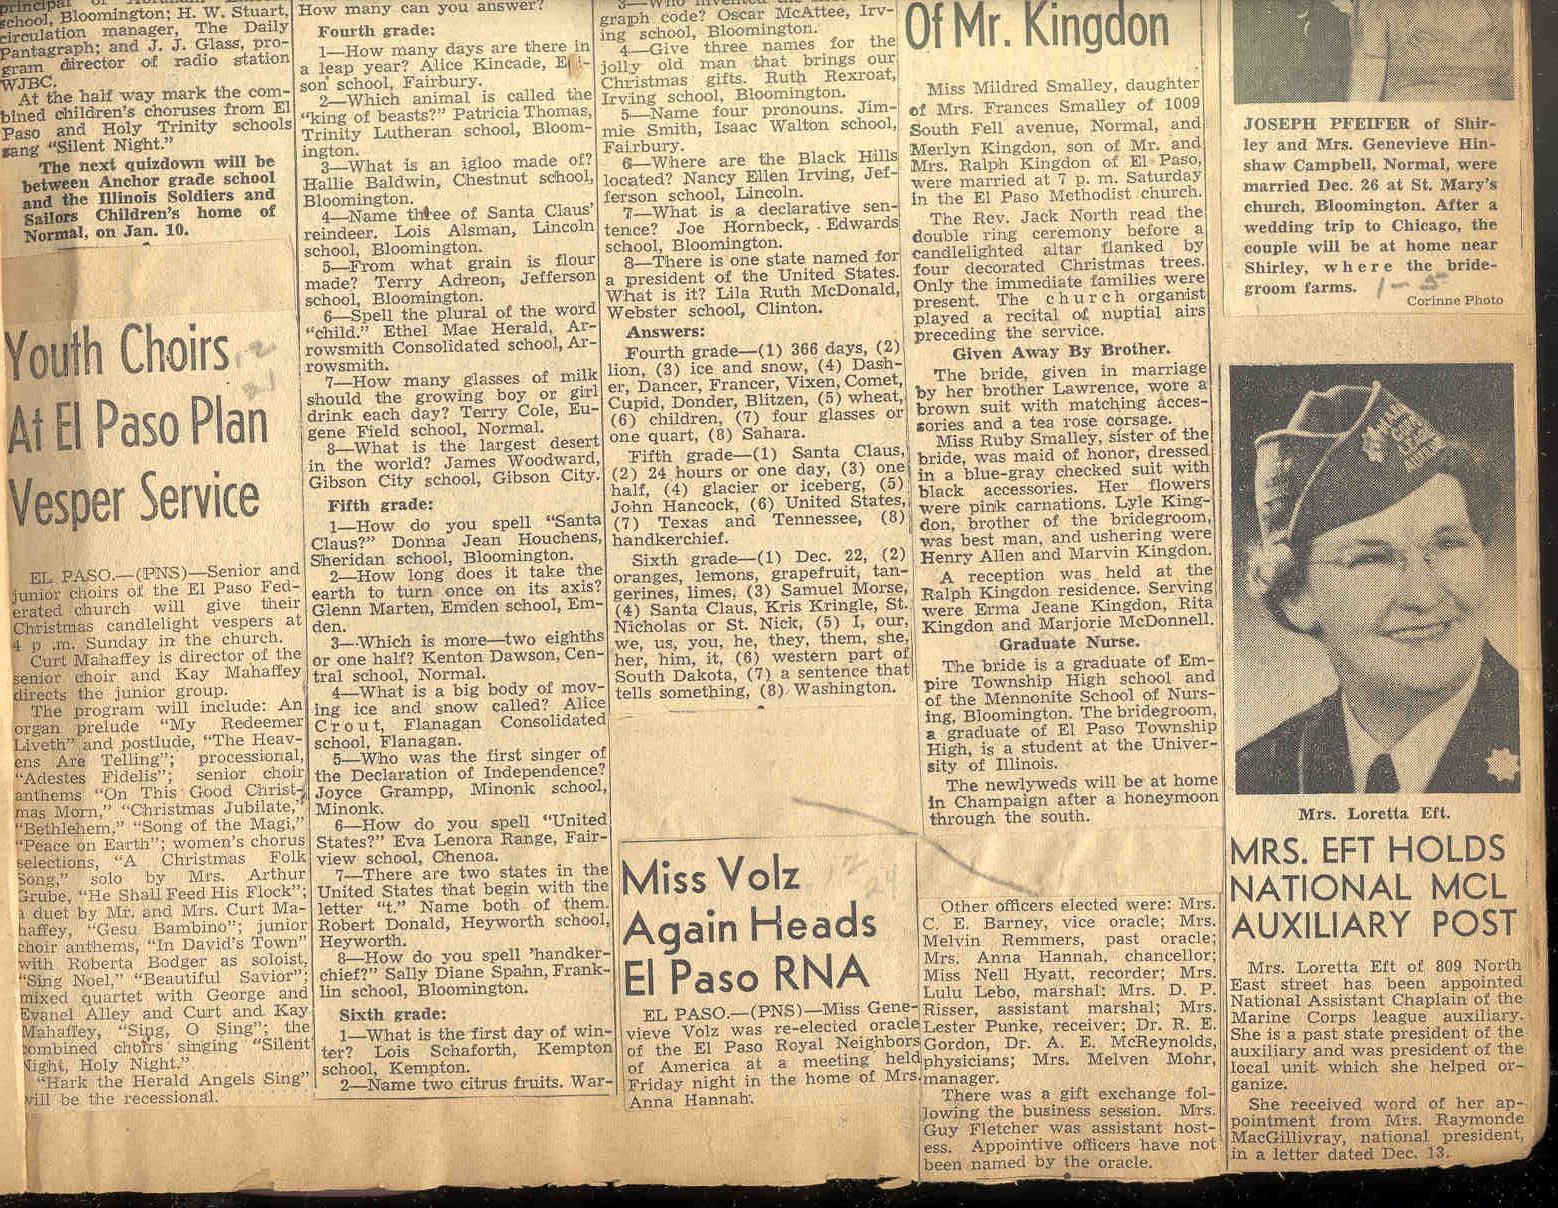 principal of
school, Bloomington; H. W. Stuart,
circulation manager, The Daily
Pantagraph; and J. J. Glass, pro-
gram director of radio station
WJBC.
At the half way mark the com-
bined children's choruses from El
Paso and Holy Trinity schools
sang "Silent Night."
The next quizdown will be
between Anchor grade school
and the Illinois Soldiers and
Sailors Children's home of
Normal, on Jan. 10.
Youth Choirs
At El Paso Plan
Vesper Service
12
21
EL PASO.—(PNS)—Senior and
junior choirs of the El Paso Fed-
erated church will give their
Christmas candlelight vespers at
4 p .m. Sunday in the church.
Curt Mahaffey is director of the
senior choir and Kay Mahaffey
directs the junior group.
The program will include: An
organ prelude "My Redeemer
Liveth" and postlude, "The Heav-
ens Are Telling"; processional,
"Adestes Fidelis"; senior choir
anthems "On This Good Christ-
mas Morn," "Christmas Jubilate,"
"Bethlehem," "Song of the Magi,"
"Peace on Earth"; women's chorus
selections, "A Christmas Folk
Song," solo by Mrs. Arthur
Grube, "He Shall Feed His Flock";
a duet by Mr. and Mrs. Curt Ma-
haffey, "Gesu Bambino"; junior
choir anthems, "In David's Town"
with Roberta Bodger as soloist,
"Sing Noel," "Beautiful Savior";
mixed quartet with George and
Evanel Alley and Curt and Kay
Mahaffey, "Sing, O Sing"; the
combined choirs singing "Silent
Night, Holy Night."
"Hark the Herald Angels Sing"
will be the recessional.
How many can you answer?
Fourth grade:
1—How many days are there in
a leap year? Alice Kincade, Edi-
son school, Fairbury.
2—Which animal is called the
"king of beasts?" Patricia Thomas,
Trinity Lutheran school, Bloom-
ington.
3—What is an igloo made of?
Hallie Baldwin, Chestnut school,
Bloomington.
4—Name three of Santa Claus'
reindeer. Lois Alsman, Lincoln
school, Bloomington.
5—From what grain is flour
made? Terry Adreon, Jefferson
school, Bloomington.
6—Spell the plural of the word
"child." Ethel Mae Herald, Ar-
rowsmith Consolidated school, Ar-
rowsmith.
7—How many glasses of milk
should the growing boy or girl
drink each day? Terry Cole, Eu-
gene Field school, Normal.
8—What is the largest desert
in the world? James Woodward,
Gibson City school, Gibson City.
Fifth grade:
1—How do you spell "Santa
Claus?" Donna Jean Houchens,
Sheridan school, Bloomington.
2—How long does it take the
earth to turn once on its axis?
Glenn Marten, Emden school, Em-
den.
3—Which is more—two eighths
or one half? Kenton Dawson, Cen-
tral school, Normal.
4—What is a big body of mov-
ing ice and snow called? Alice
Crout, Flanagan Consolidated
school, Flanagan.
5—Who was the first singer of
the Declaration of Independence?
Joyce Grampp, Minonk school,
Minonk.
6—How do you spell "United
States?" Eva Lenora Range, Fair-
view school, Chenoa.
7—There are two states in the
United States that begin with the
letter "t." Name both of them.
Robert Donald, Heyworth school,
Heyworth.
8—How do you spell 'handker-
chief?" Sally Diane Spahn, Frank-
lin school, Bloomington.
Sixth grade:
1—What is the first day of win-
ter? Lois Schaforth, Kempton
school, Kempton.
2—Name two citrus fruits. War-
3—Who invented the
graph code? Oscar McAttee, Irv-
ing school, Bloomington.
4—Give three names for the
jolly old man that brings our
Christmas gifts. Ruth Rexroat,
Irving school, Bloomington.
5—Name four pronouns. Jim-
mie Smith, Isaac Walton school,
Fairbury.
6—Where are the Black Hills
located? Nancy Ellen Irving, Jef-
ferson school, Lincoln.
7—What is a declarative sen-
tence? Joe Hornbeck, Edwards
school, Bloomington.
8—There is one state named for
a president of the United States.
What is it? Lila Ruth McDonald,
Webster school, Clinton.
Answers:
Fourth grade—(1) 366 days, (2)
lion, (3) ice and snow, (4) Dash-
er, Dancer, Francer, Vixen, Comet,
Cupid, Donder, Blitzen, (5) wheat,
(6) children, (7) four glasses or
one quart, (8) Sahara.
Fifth grade—(1) Santa Claus,
(2) 24 hours or one day, (3) one
half, (4) glacier or iceberg, (5)
John Hancock, (6) United States,
(7) Texas and Tennessee, (8)
handkerchief.
Sixth grade—(1) Dec. 22, (2)
oranges, lemons, grapefruit, tan-
gerines, limes, (3) Samuel Morse,
(4) Santa Claus, Kris Kringle, St.
Nicholas or St. Nick, (5) I, our,
we, us, you, he, they, them, she,
her, him, it, (6) western part of
South Dakota, (7) a sentence that
tells something, (8) Washington.
Miss Volz
Again Heads
El Paso RNA
12
24
EL PASO.—(PNS)—Miss Gene-
vieve Volz was re-elected oracle
of the El Paso Royal Neighbors
of America at a meeting held
Friday night in the home of Mrs.
Anna Hannah.
Of Mr. Kingdon
Miss Mildred Smalley, daughter
of Mrs. Frances Smalley of 1009
South Fell avenue, Normal, and
Merlyn Kingdon, son of Mr. and
Mrs. Ralph Kingdon of El Paso,
were married at 7 p. m. Saturday
in the El Paso Methodist church.
The Rev. Jack North read the
double ring ceremony before a
candlelighted altar flanked by
four decorated Christmas trees.
Only the immediate families were
present. The church organist
played a recital of nuptial airs
preceding the service.
Given Away By Brother.
The bride, given in marriage
by her brother Lawrence, wore a
brown suit with matching acces-
sories and a tea rose corsage.
Miss Ruby Smalley, sister of the
bride, was maid of honor, dressed
in a blue-gray checked suit with
black accessories. Her flowers
were pink carnations. Lyle King-
don, brother of the bridegroom,
was best man, and ushering were
Henry Allen and Marvin Kingdon.
A reception was held at the
Ralph Kingdon residence. Serving
were Erma Jeane Kingdon, Rita
Kingdon and Marjorie McDonnell.
Graduate Nurse.
The bride is a graduate of Em-
pire Township High school and
of the Mennonite School of Nurs-
ing, Bloomington. The bridegroom,
a graduate of El Paso Township
High, is a student at the Univer-
sity of Illinois.
The newlyweds will be at home
in Champaign after a honeymoon
through the south.
Other officers elected were: Mrs.
C. E. Barney, vice oracle; Mrs.
Melvin Remmers, past oracle;
Mrs. Anna Hannah, chancellor;
Miss Nell Hyatt, recorder; Mrs.
Lulu Lebo, marshal; Mrs. D. P.
Risser, assistant marshal; Mrs.
Lester Punke, receiver; Dr. R. E.
Gordon, Dr. A. E. McReynolds,
physicians; Mrs. Melven Mohr,
manager.
There was a gift exchange fol-
lowing the business session. Mrs.
Guy Fletcher was assistant host-
ess. Appointive officers have not
been named by the oracle.
JOSEPH PFEIFER of Shir-
ley and Mrs. Genevieve Hin-
shaw Campbell, Normal, were
married Dec. 26 at St. Mary's
church, Bloomington. After a
wedding trip to Chicago, the
couple will be at home near
Shirley, where the bride-
groom farms. 1-5
Corinne Photo
Mrs. Loretta Eft.
MRS. EFT HOLDS
NATIONAL MCL
AUXILIARY POST
Mrs. Loretta Eft of 809 North
East street has been appointed
National Assistant Chaplain of the
Marine Corps league auxiliary.
She is a past state president of the
auxiliary and was president of the
local unit which she helped or-
ganize.
She received word of her ap-
pointment from Mrs. Raymonde
MacGillivray, national president,
in a letter dated Dec. 13.